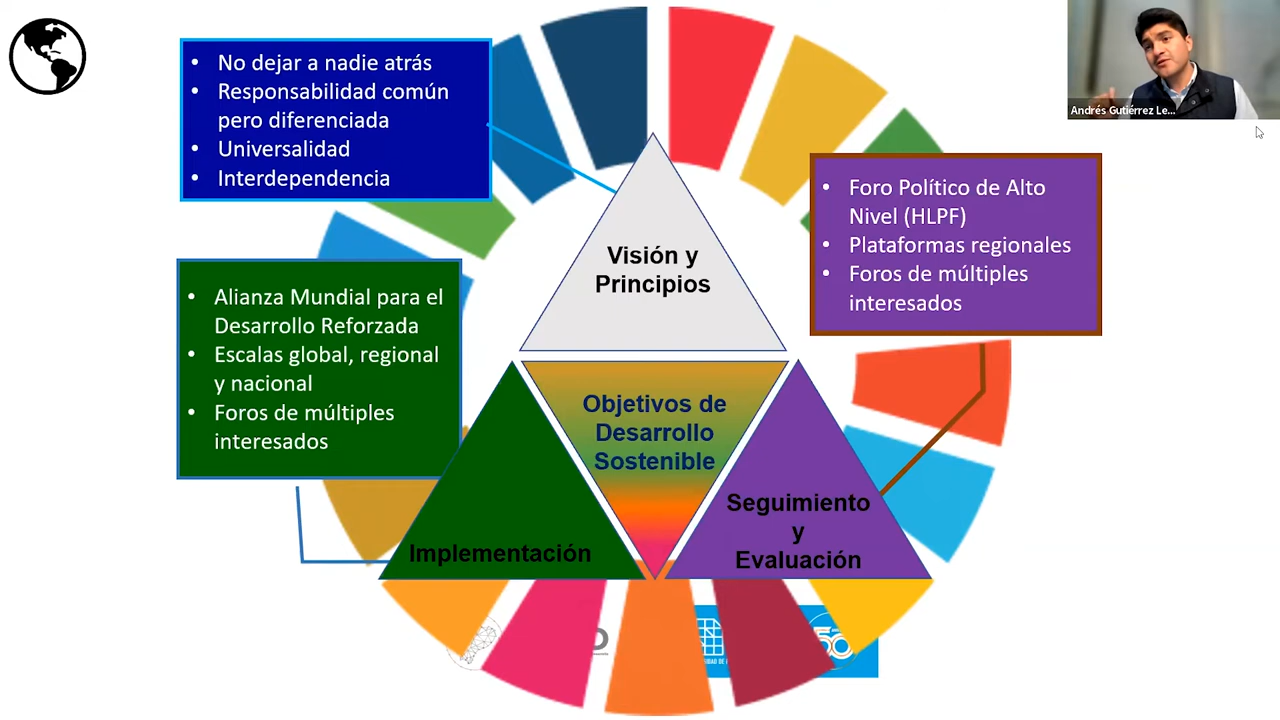 • No dejar a nadie atrás
• Responsabilidad común
pero diferenciada
• Universalidad
• Interdependencia
Andrés Gutiérrez Le...
• Foro Político de Alto
Nivel (HLPF)
• Plataformas regionales
• Foros de múltiples
interesados
Visión y
Principios
• Alianza Mundial para el
Desarrollo Reforzada
• Escalas global, regional
y nacional
• Foros de múltiples
interesados
Objetivos de
Desarrollo
Sostenible
Implementación
Seguimiento
y
Evaluación
50